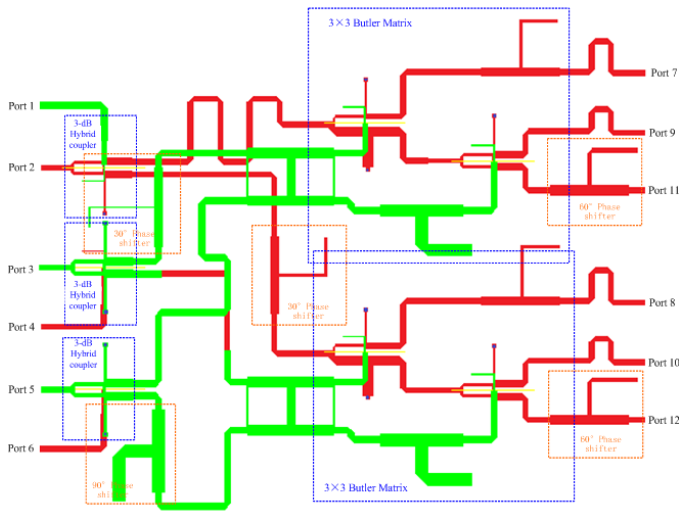 3×3 Butler Matrix
Port 7
Port 1
3-dB
Hybrid
coupler
Port 9
Port 2
Port 11
60° Phase
shifter
30° Phase
shifter
Port 3
3-dB
Hybrid
coupler
30° Phase
shifter
Port 8
Port 4
3-dB
Hybrid
coupler
Port 10
Port 5
Port 12
60° Phase
shifter
Port 6
90° Phase
shifter
3×3 Butler Matrix